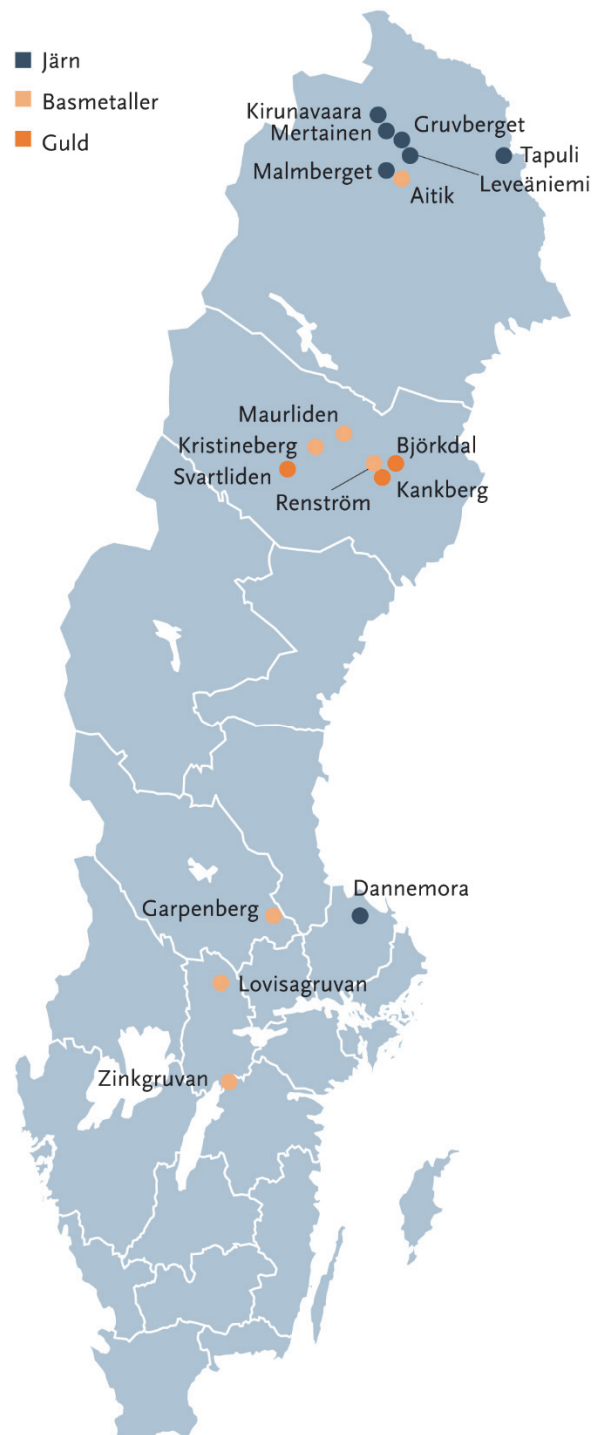 Järn
Basmetaller
Guld
Kirunavaara
Mertainen
Gruvberget
Tapuli
Malmberget
Leveäniemi
Aitik
Maurliden
Kristineberg
Björkdal
Svartliden
Renström
Kankberg
Dannemora
Garpenberg
Lovisagruvan
Zinkgruvan